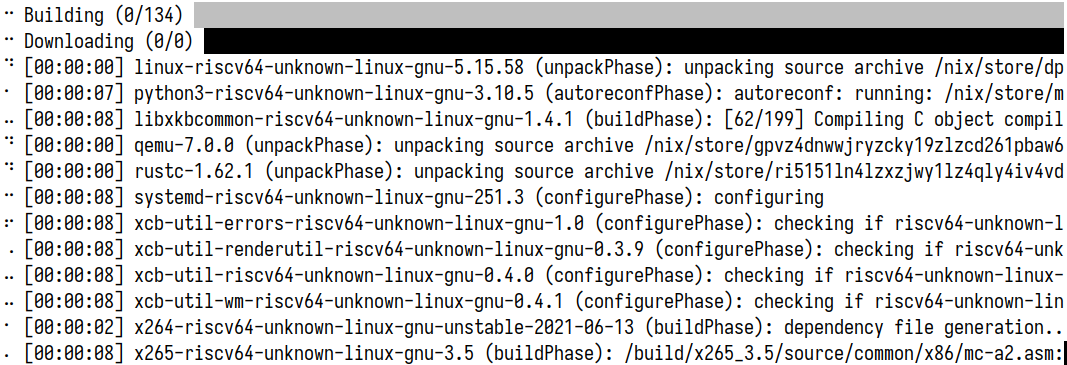 Building (0/134)
Downloading (0/0)
[00:00:00] linux-riscv64-unknown-linux-gnu-5.15.58 (unpackPhase): unpacking source archive /nix/store/dp
[00:00:07] python3-riscv64-unknown-linux-gnu-3.10.5 (autoreconfPhase): autoreconf: running: /nix/store/m
[00:00:08] libxkbcommon-riscv64-unknown-linux-gnu-1.4.1 (buildPhase): [62/199] Compiling C object compil
[00:00:00] qemu-7.0.0 (unpackPhase): unpacking source archive /nix/store/gpvz4dnwwjryzcky19zlzcd261pbaw6
[00:00:00] rustc-1.62.1 (unpackPhase): unpacking source archive /nix/store/ri5151ln4lzxzjwy1lz4qly4iv4vd
[00:00:08] systemd-riscv64-unknown-linux-gnu-251.3 (configurePhase): configuring
[00:00:08] xcb-util-errors-riscv64-unknown-linux-gnu-1.0 (configurePhase): checking if riscv64-unknown-l
[00:00:08] xcb-util-renderutil-riscv64-unknown-linux-gnu-0.3.9 (configurePhase): checking if riscv64-unk
[00:00:08] xcb-util-riscv64-unknown-linux-gnu-0.4.0 (configurePhase): checking if riscv64-unknown-linux-
[00:00:08] xcb-util-wm-riscv64-unknown-linux-gnu-0.4.1 (configurePhase): checking if riscv64-unknown-lin
[00:00:02] x264-riscv64-unknown-linux-gnu-unstable-2021-06-13 (buildPhase): dependency file generation..
[00:00:08] x265-riscv64-unknown-linux-gnu-3.5 (buildPhase): /build/x265_3.5/source/common/x86/mc-a2.asm: